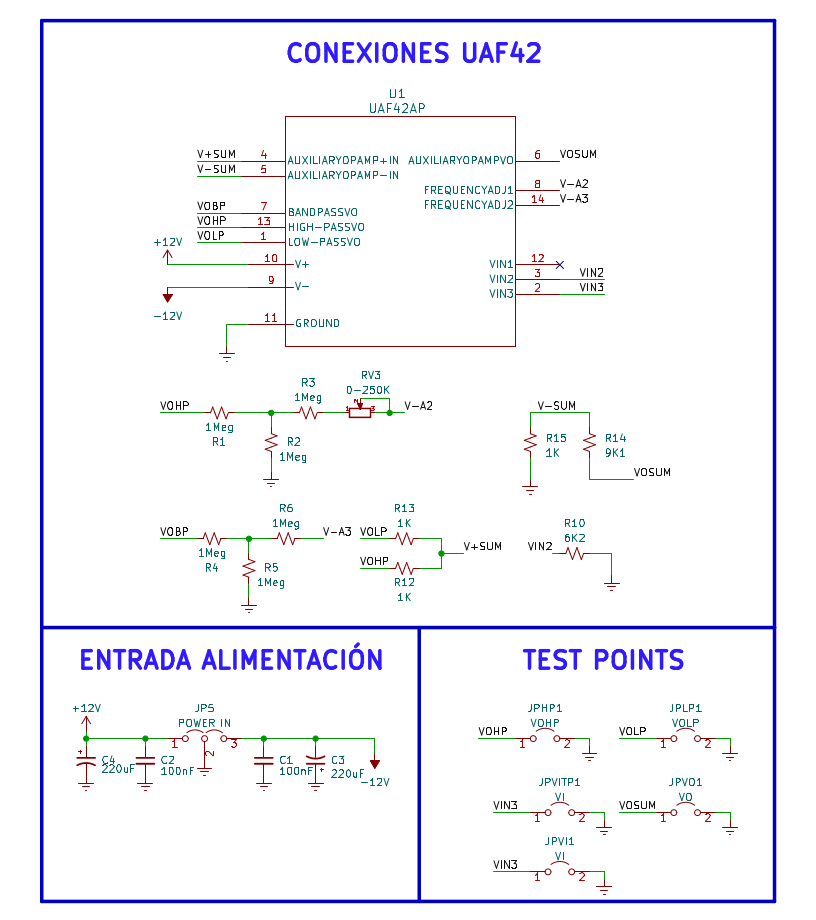 CONEXIONES UAF42
U1
UAF42AP
V+SUM 4 AUXILIARYOPAMP+IN AUXILIARYOPAMPVO 6 VOSUM
V-SUM 5 AUXILIARYOPAMP-IN
FREQUENCYADJ1 8 V-A2
FREQUENCYADJ2 14 V-A3
VOBP 7 BANDPASSVO
VOHP 13 HIGH-PASSVO
VOLP 1 LOW-PASSVO
+12V
10 V+ VIN1 12
9 V- VIN2 3 VIN2
VIN3 2 VIN3
-12V
11 GROUND
RV3
R3 0-250K
1Meg 2
VOHP 1 3 V-A2
1Meg
R1
R2
1Meg
V-SUM
R15 R14
1K 9K1
VOSUM
R6
1Meg
VOBP V-A3
1Meg
R4
R5
1Meg
R13
1K
VOLP
V+SUM
VOHP
R12
1K
R10
6K2
VIN2
ENTRADA ALIMENTACIÓN
+12V JP5
POWER IN
1 2 3
C4 C2 C1 C3
220uF 100nF 100nF 220uF
-12V
TEST POINTS
JPHP1 JPLP1
VOHP VOLP
VOHP 1 2 VOLP 1 2
JPVITP1 JPVO1
VI VO
VIN3 1 2 VOSUM 1 2
JPVI1
VI
VIN3 1 2